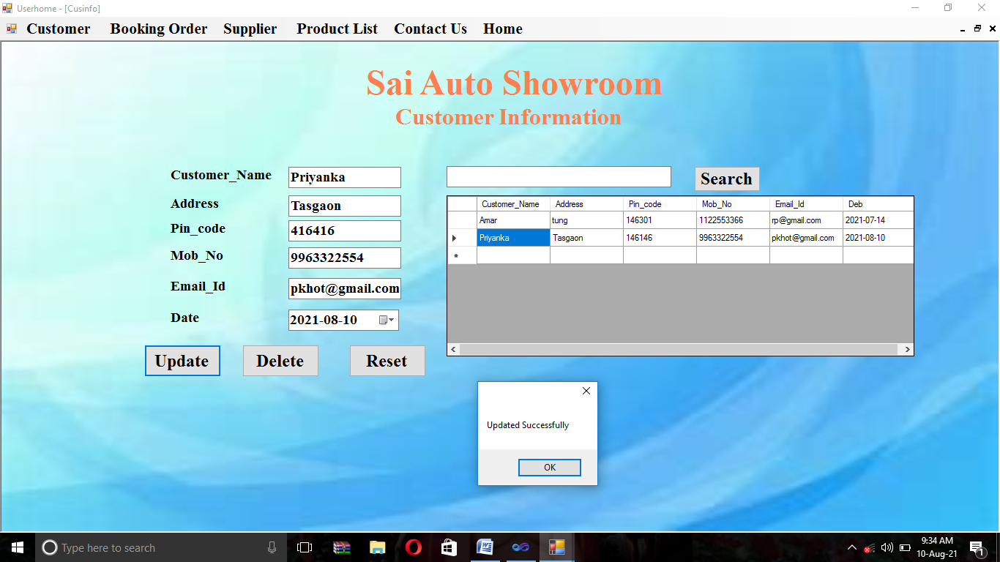 Userhome - [Cusinfo]
Customer Booking Order Supplier Product List Contact Us Home
Sai Auto Showroom
Customer Information
Customer_Name Priyanka
Address Tasgaon
Pin_code 416416
Mob_No 9963322554
Email_Id pkhot@gmail.com
Date 2021-08-10
Update Delete Reset
Search
Customer_Name Address Pin_code Mob_No Email_Id Deb
Amar tung 146301 1122553366 rp@gmail.com 2021-07-14
Priyanka Tasgaon 146146 9963322554 pkhot@gmail.com 2021-08-10
Updated Successfully
OK
Type here to search
9:34 AM
10-Aug-21
1